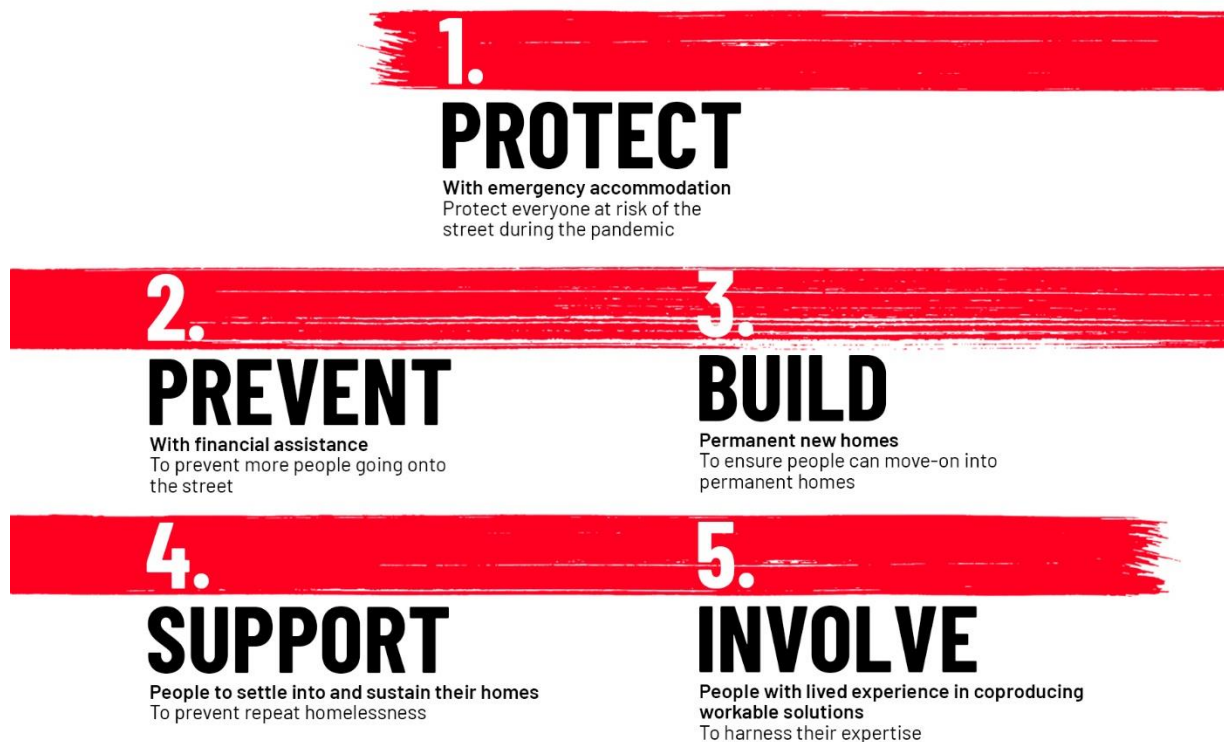 1.
PROTECT
With emergency accommodation
Protect everyone at risk of the
street during the pandemic
2.
PREVENT
With financial assistance
To prevent more people going onto
the street
3.
BUILD
Permanent new homes
To ensure people can move-on into
permanent homes
4.
SUPPORT
People to settle into and sustain their homes
To prevent repeat homelessness
5.
INVOLVE
People with lived experience in coproducing
workable solutions
To harness their expertise